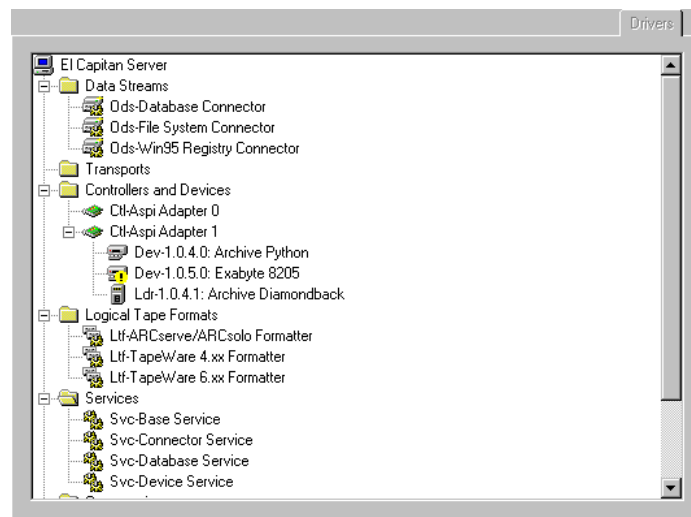 Drivers
El Capitan Server
Data Streams
Ods-Database Connector
Ods-File System Connector
Ods-Win95 Registry Connector
Transports
Controllers and Devices
Ctl-Aspi Adapter 0
Ctl-Aspi Adapter 1
Dev-1.0.4.0: Archive Python
Dev-1.0.5.0: Exabyte 8205
Ldr-1.0.4.1: Archive Diamondback
Logical Tape Formats
Ltf-ARCserve/ARCsolo Formatter
Ltf-TapeWare 4.xx Formatter
Ltf-TapeWare 6.xx Formatter
Services
Svc-Base Service
Svc-Connector Service
Svc-Database Service
Svc-Device Service